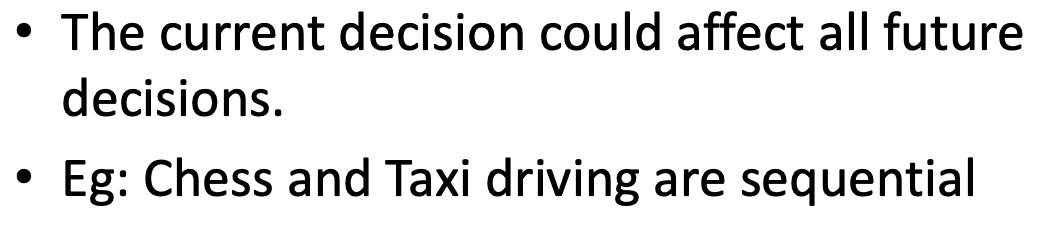 • The current decision could affect all future
decisions.
• Eg: Chess and Taxi driving are sequential